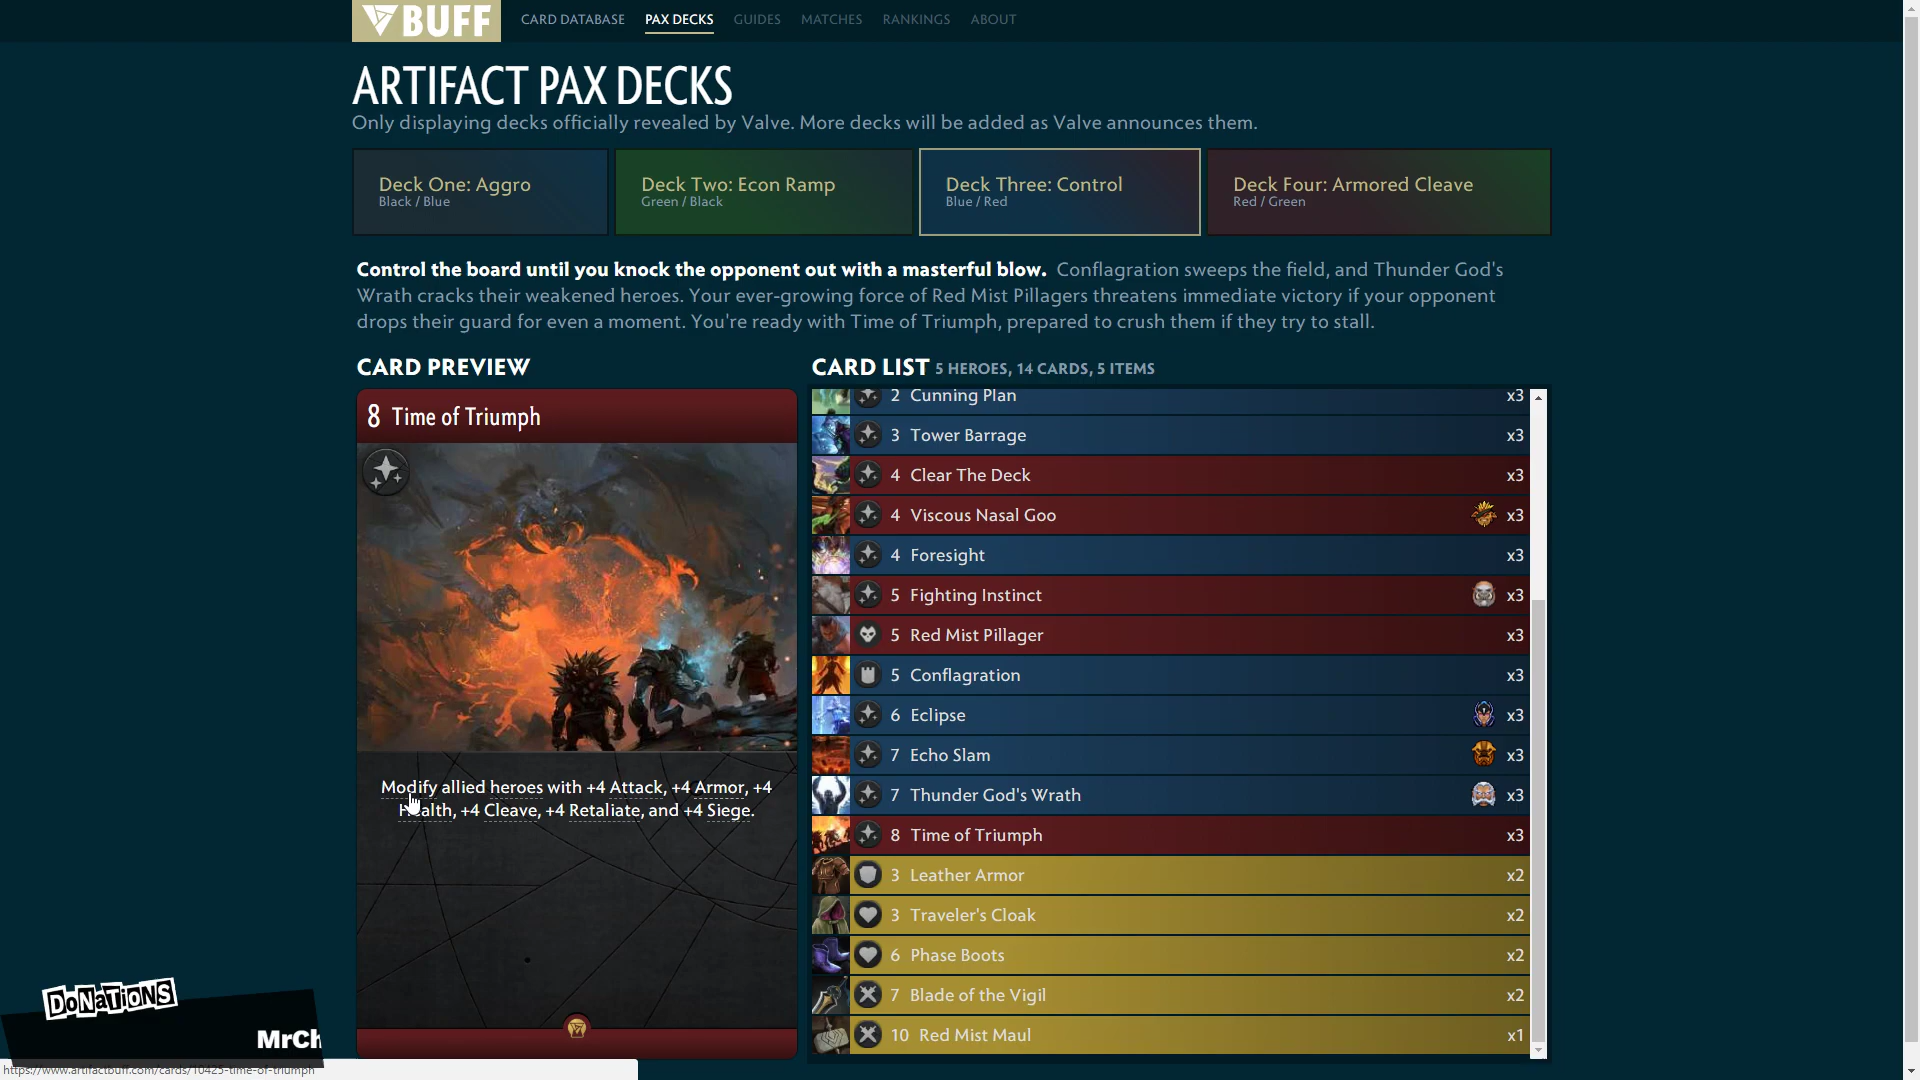 BUFF
CARD DATABASE
PAX DECKS
GUIDES
MATCHES
RANKINGS
ABOUT
ARTIFACT PAX DECKS
Only displaying decks officially revealed by Valve. More decks will be added as Valve announces them.
Deck One: Aggro
Black / Blue
Deck Two: Econ Ramp
Green / Black
Deck Three: Control
Blue / Red
Deck Four: Armored Cleave
Red / Green
Control the board until you knock the opponent out with a masterful blow. Conflagration sweeps the field, and Thunder God's
Wrath cracks their weakened heroes. Your ever-growing force of Red Mist Pillagers threatens immediate victory if your opponent
drops their guard for even a moment. You're ready with Time of Triumph, prepared to crush them if they try to stall.
CARD PREVIEW
8 Time of Triumph
Modify allied heroes with +4 Attack, +4 Armor, +4
Health, +4 Cleave, +4 Retaliate, and +4 Siege.
CARD LIST 5 HEROES, 14 CARDS, 5 ITEMS
2 Cunning Plan x3
3 Tower Barrage x3
4 Clear The Deck x3
4 Viscous Nasal Goo x3
4 Foresight x3
5 Fighting Instinct x3
5 Red Mist Pillager x3
5 Conflagration x3
6 Eclipse x3
7 Echo Slam x3
7 Thunder God's Wrath x3
8 Time of Triumph x3
3 Leather Armor x2
3 Traveler's Cloak x2
6 Phase Boots x2
7 Blade of the Vigil x2
10 Red Mist Maul x1
DONATIONS
MrCh
https://www.artifactbuff.com/cards/10425-time-of-triumph